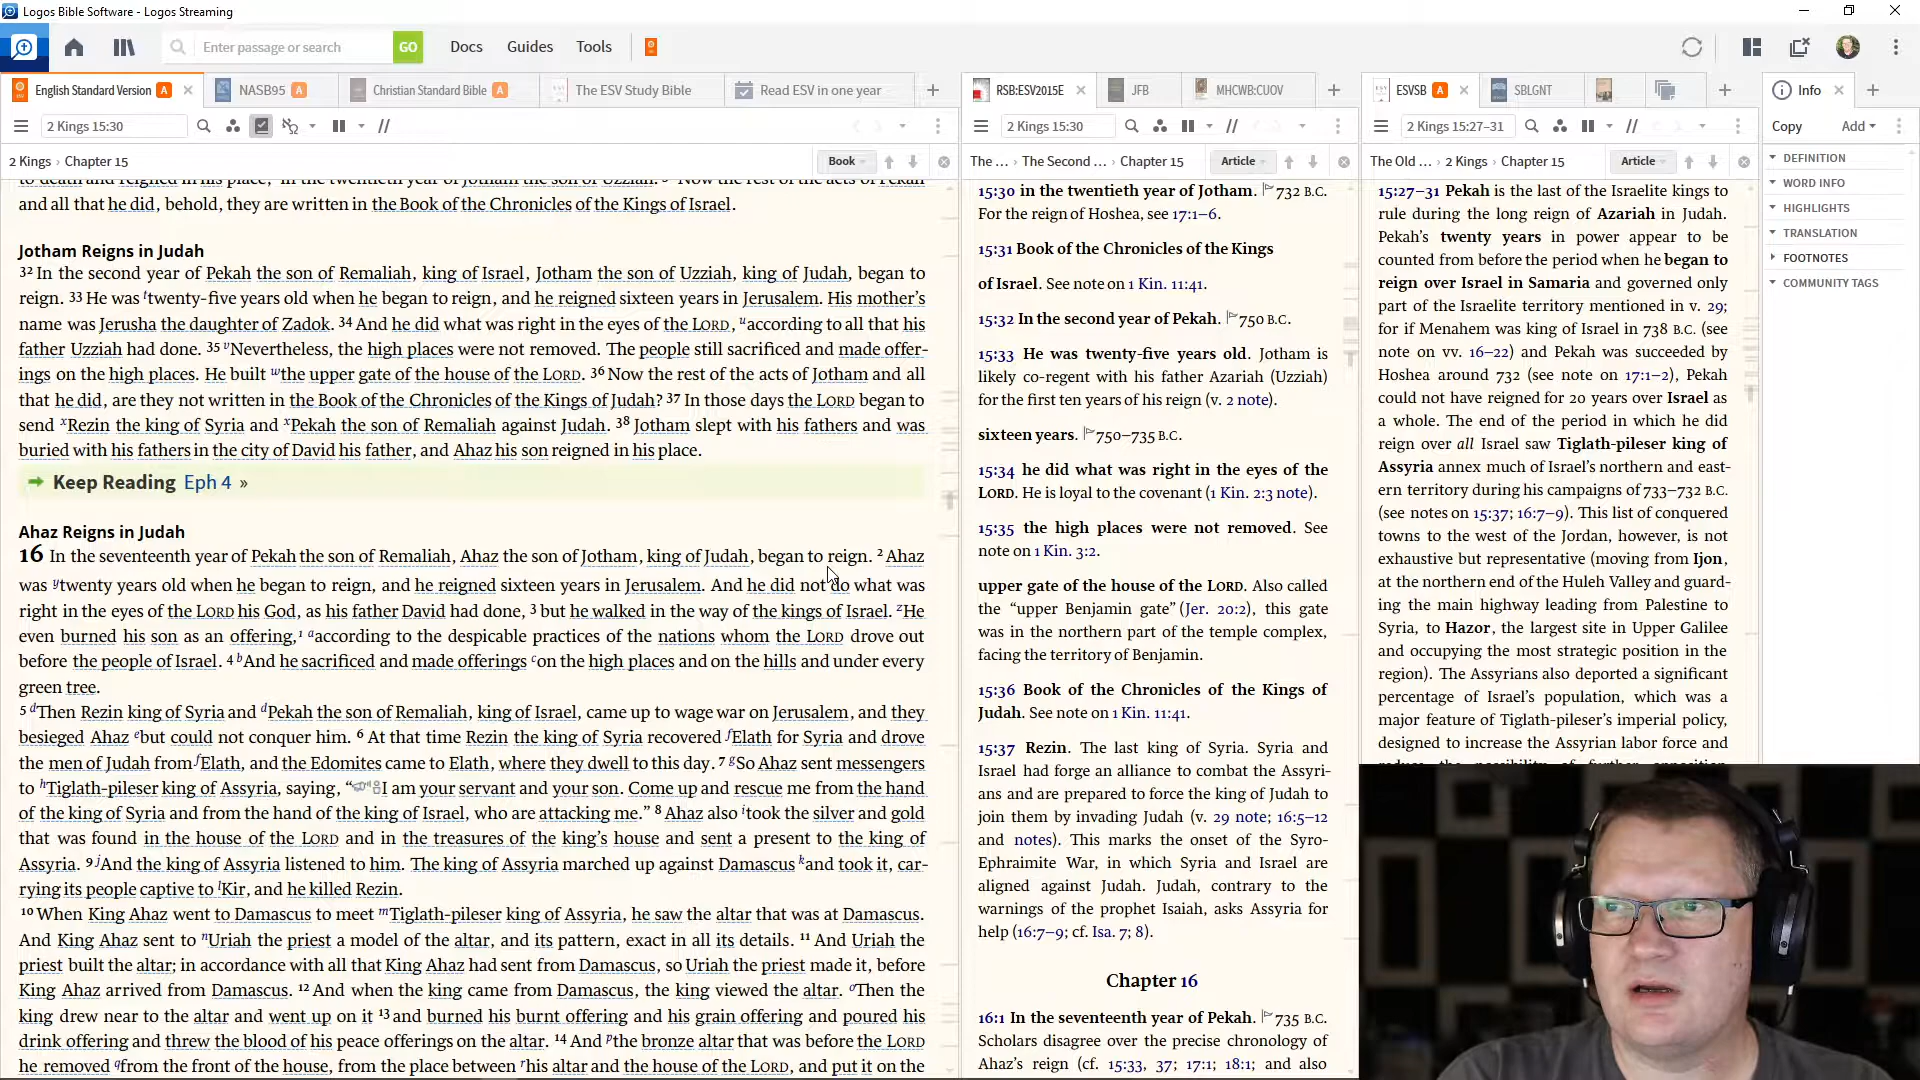 Logos Bible Software - Logos Streaming
Enter passage or search
GO
Docs
Guides
Tools
English Standard Version A
NASB95 A
Christian Standard Bible A
The ESV Study Bible
Read ESV in one year
RSB:ESV2015E
JFB
MHCWB:CUOV
ESVSB A
SBLGNT
Info
2 Kings 15:30
2 Kings › Chapter 15
Book
and all that he did, behold, they are written in the Book of the Chronicles of the Kings of Israel.
Jotham Reigns in Judah
32 In the second year of Pekah the son of Remaliah, king of Israel, Jotham the son of Uzziah, king of Judah, began to
reign. 33 He was ttwenty-five years old when he began to reign, and he reigned sixteen years in Jerusalem. His mother's
name was Jerusha the daughter of Zadok. 34 And he did what was right in the eyes of the LORD, uaccording to all that his
father Uzziah had done. 35 vNevertheless, the high places were not removed. The people still sacrificed and made offer-
ings on the high places. He built wthe upper gate of the house of the LORD. 36 Now the rest of the acts of Jotham and all
that he did, are they not written in the Book of the Chronicles of the Kings of Judah? 37 In those days the LORD began to
send xRezin the king of Syria and xPekah the son of Remaliah against Judah. 38 Jotham slept with his fathers and was
buried with his fathers in the city of David his father, and Ahaz his son reigned in his place.
Keep Reading Eph 4 »
Ahaz Reigns in Judah
16 In the seventeenth year of Pekah the son of Remaliah, Ahaz the son of Jotham, king of Judah, began to reign. 2 Ahaz
was ytwenty years old when he began to reign, and he reigned sixteen years in Jerusalem. And he did not do what was
right in the eyes of the LORD his God, as his father David had done, 3 but he walked in the way of the kings of Israel. zHe
even burned his son as an offering,1 aaccording to the despicable practices of the nations whom the LORD drove out
before the people of Israel. 4 bAnd he sacrificed and made offerings con the high places and on the hills and under every
green tree.
5 dThen Rezin king of Syria and dPekah the son of Remaliah, king of Israel, came up to wage war on Jerusalem, and they
besieged Ahaz ebut could not conquer him. 6 At that time Rezin the king of Syria recovered fElath for Syria and drove
the men of Judah from fElath, and the Edomites came to Elath, where they dwell to this day. 7 gSo Ahaz sent messengers
to hTiglath-pileser king of Assyria, saying, “I am your servant and your son. Come up and rescue me from the hand
of the king of Syria and from the hand of the king of Israel, who are attacking me.” 8 Ahaz also itook the silver and gold
that was found in the house of the LORD and in the treasures of the king's house and sent a present to the king of
Assyria. 9 jAnd the king of Assyria listened to him. The king of Assyria marched up against Damascus kand took it, car-
rying its people captive to lKir, and he killed Rezin.
10 When King Ahaz went to Damascus to meet mTiglath-pileser king of Assyria, he saw the altar that was at Damascus.
And King Ahaz sent to nUriah the priest a model of the altar, and its pattern, exact in all its details. 11 And Uriah the
priest built the altar; in accordance with all that King Ahaz had sent from Damascus, so Uriah the priest made it, before
King Ahaz arrived from Damascus. 12 And when the king came from Damascus, the king viewed the altar. oThen the
king drew near to the altar and went up on it 13 and burned his burnt offering and his grain offering and poured his
drink offering and threw the blood of his peace offerings on the altar. 14 And pthe bronze altar that was before the LORD
he removed qfrom the front of the house, from the place between rhis altar and the house of the LORD, and put it on the
2 Kings 15:30
The ... › The Second ... › Chapter 15
Article
15:30 in the twentieth year of Jotham. 732 B.C.
For the reign of Hoshea, see 17:1–6.
15:31 Book of the Chronicles of the Kings
of Israel. See note on 1 Kin. 11:41.
15:32 In the second year of Pekah. 750 B.C.
15:33 He was twenty-five years old. Jotham is
likely co-regent with his father Azariah (Uzziah)
for the first ten years of his reign (v. 2 note).
sixteen years. 750–735 B.C.
15:34 he did what was right in the eyes of the
LORD. He is loyal to the covenant (1 Kin. 2:3 note).
15:35 the high places were not removed. See
note on 1 Kin. 3:2.
upper gate of the house of the LORD. Also called
the “upper Benjamin gate” (Jer. 20:2), this gate
was in the northern part of the temple complex,
facing the territory of Benjamin.
15:36 Book of the Chronicles of the Kings of
Judah. See note on 1 Kin. 11:41.
15:37 Rezin. The last king of Syria. Syria and
Israel had forge an alliance to combat the Assyri-
ans and are prepared to force the king of Judah to
join them by invading Judah (v. 29 note; 16:5–12
and notes). This marks the onset of the Syro-
Ephraimite War, in which Syria and Israel are
aligned against Judah. Judah, contrary to the
warnings of the prophet Isaiah, asks Assyria for
help (16:7–9; cf. Isa. 7; 8).
Chapter 16
16:1 In the seventeenth year of Pekah. 735 B.C.
Scholars disagree over the precise chronology of
Ahaz's reign (cf. 15:33, 37; 17:1; 18:1; and also
2 Kings 15:27–31
The Old ... › 2 Kings › Chapter 15
Article
15:27–31 Pekah is the last of the Israelite kings to
rule during the long reign of Azariah in Judah.
Pekah's twenty years in power appear to be
counted from before the period when he began to
reign over Israel in Samaria and governed only
part of the Israelite territory mentioned in v. 29;
for if Menahem was king of Israel in 738 B.C. (see
note on vv. 16–22) and Pekah was succeeded by
Hoshea around 732 (see note on 17:1–2), Pekah
could not have reigned for 20 years over Israel as
a whole. The end of the period in which he did
reign over all Israel saw Tiglath-pileser king of
Assyria annex much of Israel's northern and east-
ern territory during his campaigns of 733–732 B.C.
(see notes on 15:37; 16:7–9). This list of conquered
towns to the west of the Jordan, however, is not
exhaustive but representative (moving from Ijon,
at the northern end of the Huleh Valley and guard-
ing the main highway leading from Palestine to
Syria, to Hazor, the largest site in Upper Galilee
and occupying the most strategic position in the
region). The Assyrians also deported a significant
percentage of Israel's population, which was a
major feature of Tiglath-pileser's imperial policy,
designed to increase the Assyrian labor force and
Copy
Add
DEFINITION
WORD INFO
HIGHLIGHTS
TRANSLATION
FOOTNOTES
COMMUNITY TAGS